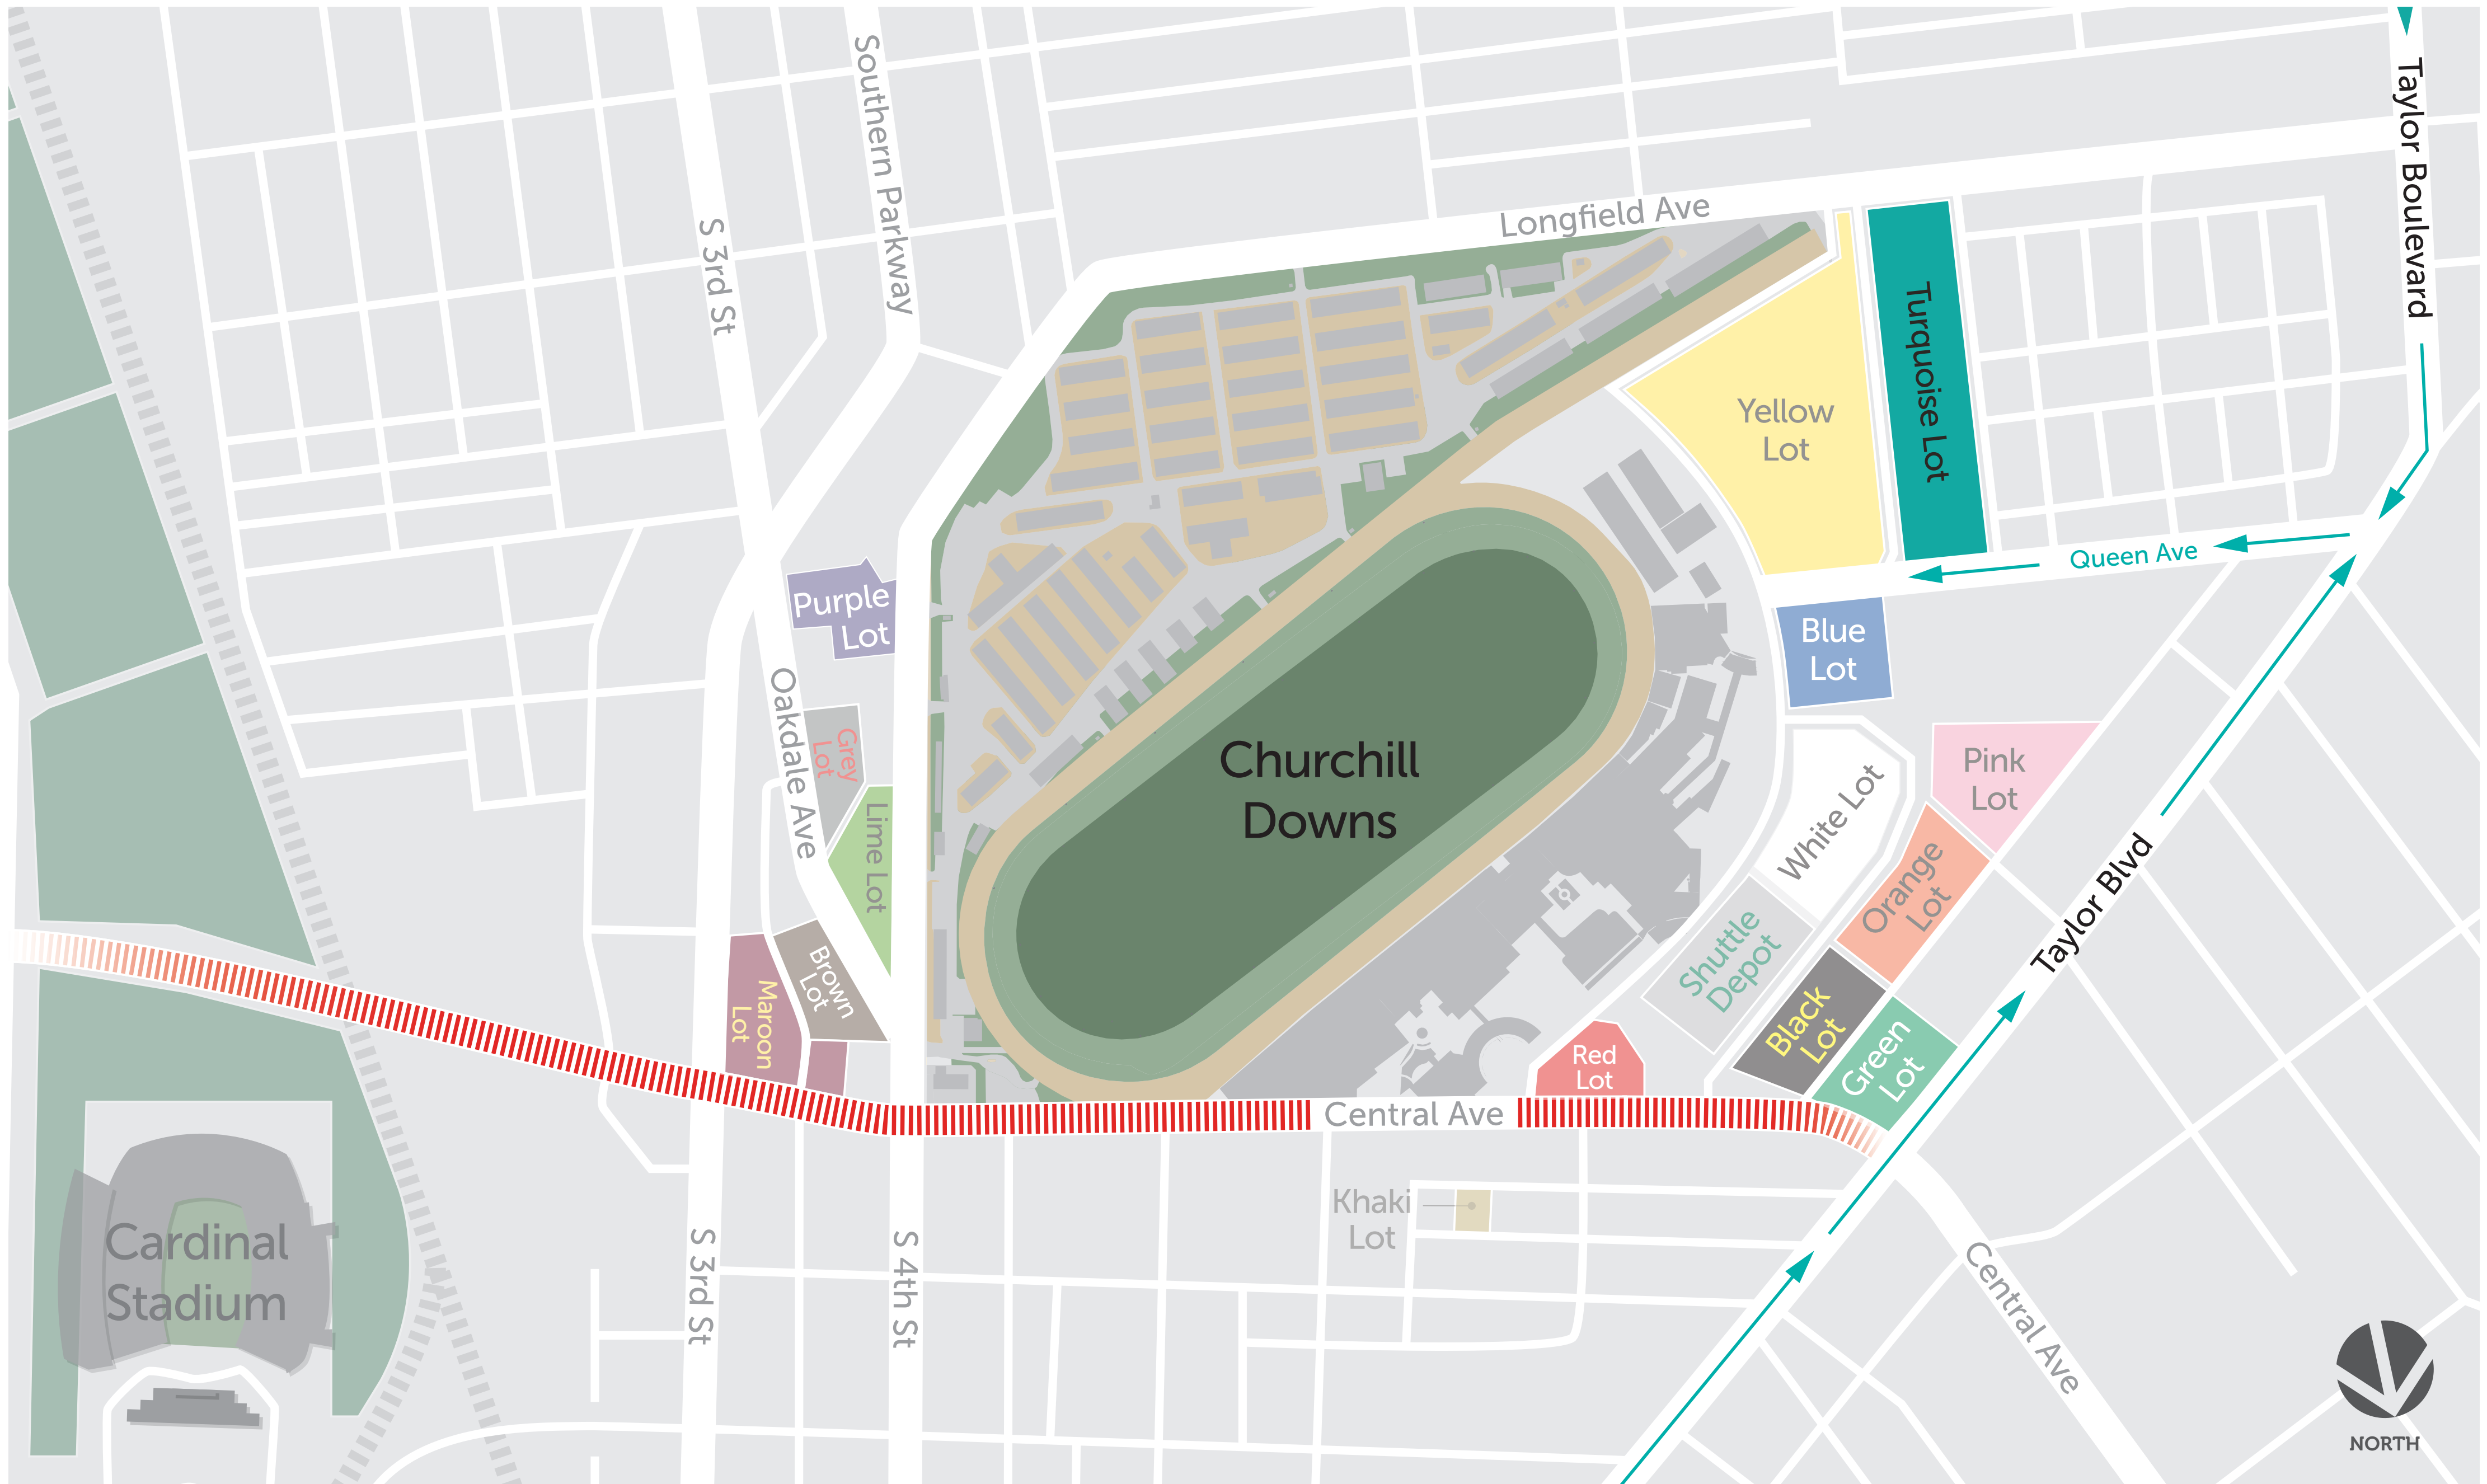 Southern Parkway
Taylor Boulevard
Longfield Ave
S 3rd St
Turquoise Lot
Yellow
Lot
Queen Ave
Purple
Lot
Blue
Lot
Oakdale Ave
Grey
Lot
Churchill
Downs
Pink
Lot
White Lot
Lime Lot
Orange
Lot
Taylor Blvd
Shuttle
Depot
Brown
Lot
Maroon
Lot
Black
Lot
Green
Lot
Red
Lot
Central Ave
Khaki
Lot
Cardinal
Stadium
S 3rd St
S 4th St
Central Ave
NORTH